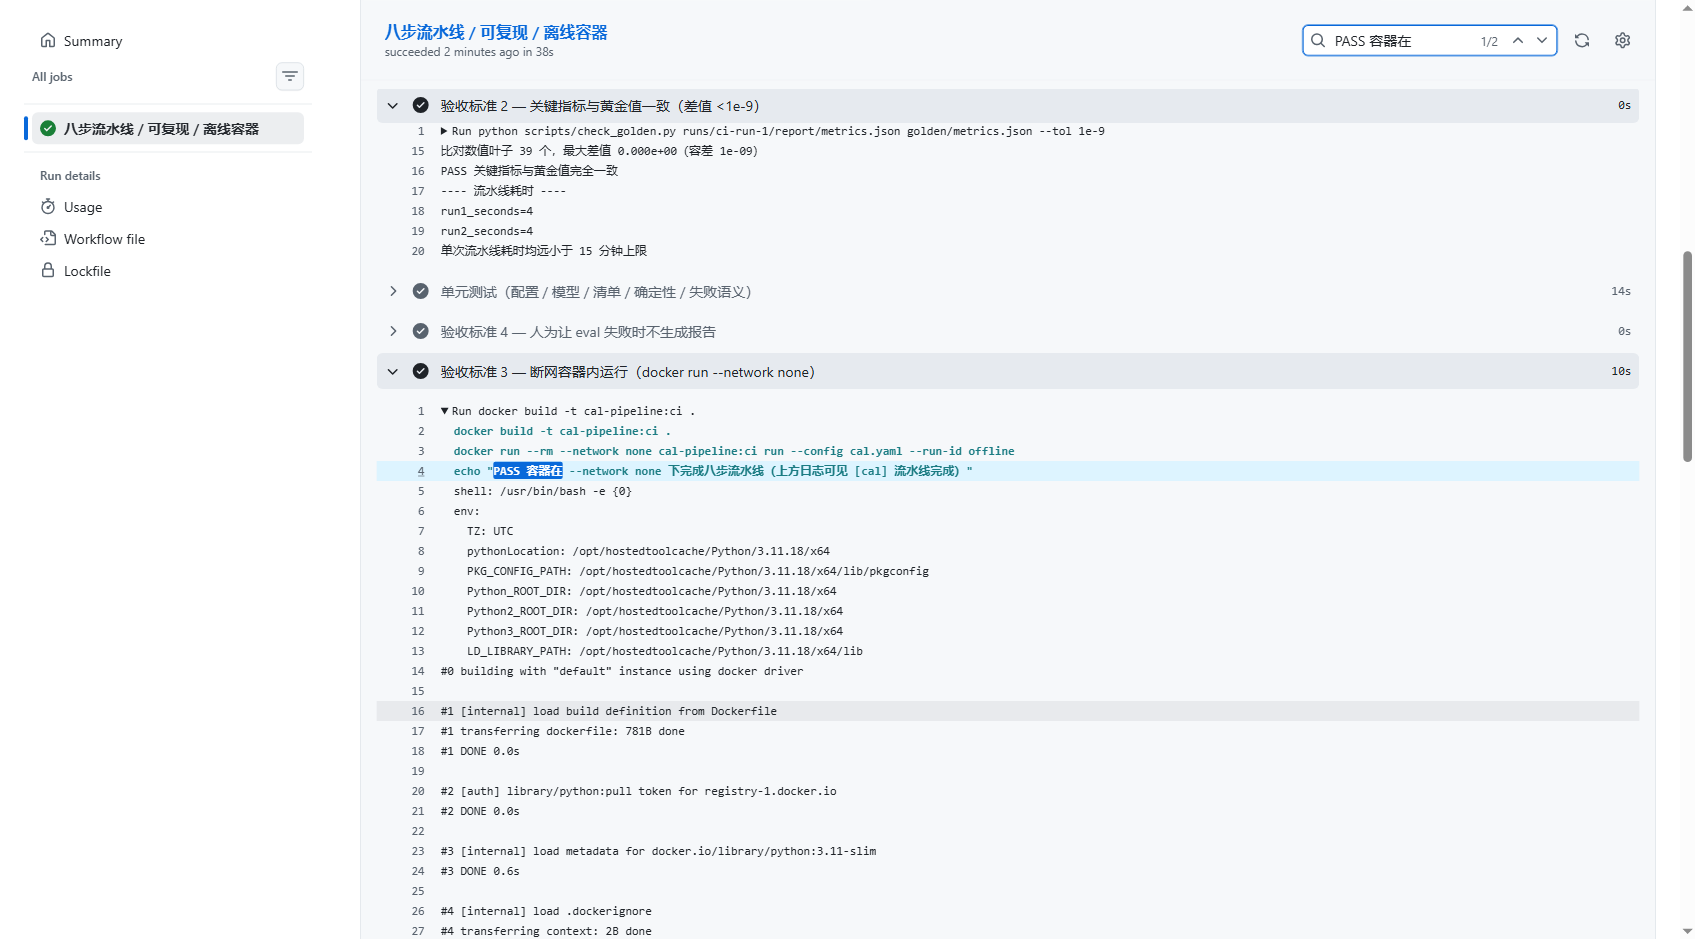 Summary
All jobs
八步流水线 / 可复现 / 离线容器
Run details
Usage
Workflow file
Lockfile
八步流水线 / 可复现 / 离线容器
succeeded 2 minutes ago in 38s
PASS 容器在 1/2
验收标准 2 — 关键指标与黄金值一致（差值 <1e-9） 0s
1 Run python scripts/check_golden.py runs/ci-run-1/report/metrics.json golden/metrics.json --tol 1e-9
15 比对数值叶子 39 个，最大差值 0.000e+00（容差 1e-09）
16 PASS 关键指标与黄金值完全一致
17 ---- 流水线耗时 ----
18 run1_seconds=4
19 run2_seconds=4
20 单次流水线耗时均远小于 15 分钟上限
单元测试（配置 / 模型 / 清单 / 确定性 / 失败语义） 14s
验收标准 4 — 人为让 eval 失败时不生成报告 0s
验收标准 3 — 断网容器内运行（docker run --network none） 10s
1 Run docker build -t cal-pipeline:ci .
2 docker build -t cal-pipeline:ci .
3 docker run --rm --network none cal-pipeline:ci run --config cal.yaml --run-id offline
4 echo "PASS 容器在 --network none 下完成八步流水线（上方日志可见 [cal] 流水线完成）"
5 shell: /usr/bin/bash -e {0}
6 env:
7 TZ: UTC
8 pythonLocation: /opt/hostedtoolcache/Python/3.11.18/x64
9 PKG_CONFIG_PATH: /opt/hostedtoolcache/Python/3.11.18/x64/lib/pkgconfig
10 Python_ROOT_DIR: /opt/hostedtoolcache/Python/3.11.18/x64
11 Python2_ROOT_DIR: /opt/hostedtoolcache/Python/3.11.18/x64
12 Python3_ROOT_DIR: /opt/hostedtoolcache/Python/3.11.18/x64
13 LD_LIBRARY_PATH: /opt/hostedtoolcache/Python/3.11.18/x64/lib
14 #0 building with "default" instance using docker driver
15
16 #1 [internal] load build definition from Dockerfile
17 #1 transferring dockerfile: 781B done
18 #1 DONE 0.0s
19
20 #2 [auth] library/python:pull token for registry-1.docker.io
21 #2 DONE 0.0s
22
23 #3 [internal] load metadata for docker.io/library/python:3.11-slim
24 #3 DONE 0.6s
25
26 #4 [internal] load .dockerignore
27 #4 transferring context: 2B done